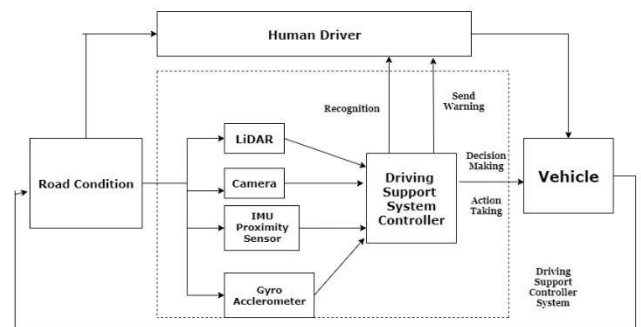 Human Driver
Recognition
Send
Warning
LiDAR
Road Condition
Camera
IMU
Proximity
Sensor
Gyro
Acclerometer
Driving
Support
System
Controller
Decision
Making
Action
Taking
Vehicle
Driving
Support
Controller
System